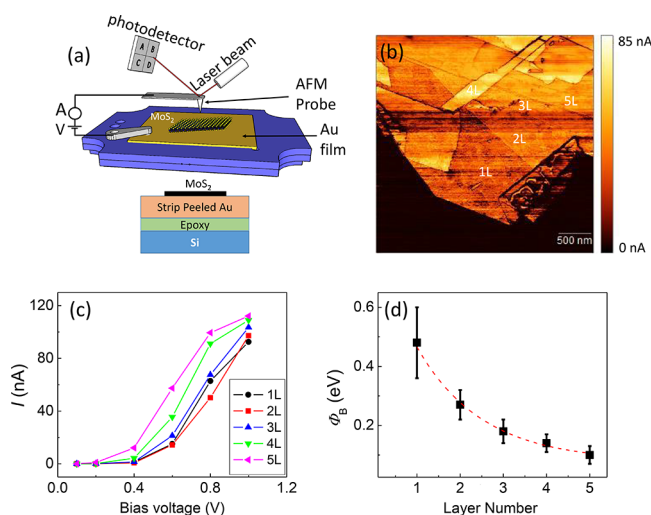 (a)
photodetector
A B
C D
Laser beam
AFM
Probe
A
V
MoS2
Au
film
MoS2
Strip Peeled Au
Epoxy
Si
(b)
85 nA
4L
3L
5L
2L
1L
500 nm
0 nA
(c)
120
80
40
0
I (nA)
0.0 0.4 0.8 1.2
Bias voltage (V)
1L
2L
3L
4L
5L
(d)
0.6
0.4
0.2
ΦB (eV)
1 2 3 4 5
Layer Number